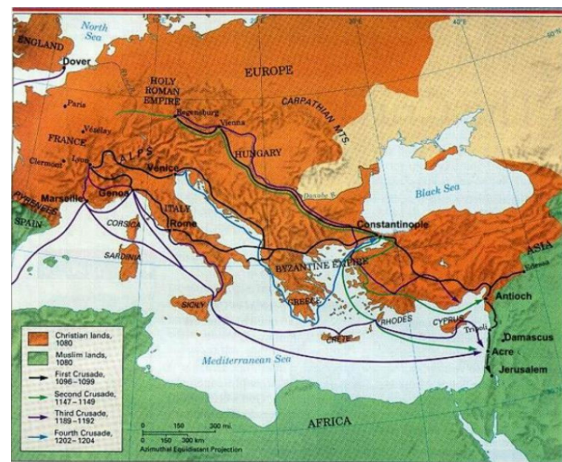 North
Sea
ENGLAND
Dover
EUROPE
HOLY
ROMAN
EMPIRE
Paris
Regensburg
Vienna
CARPATHIAN MTS.
Vézelay
FRANCE
HUNGARY
Clermont
Lyon
ALPS
Venice
Danube R.
Black Sea
Genoa
Marseille
PYRENEES
SPAIN
CORSICA
ITALY
Rome
Constantinople
ASIA
SARDINIA
BYZANTINE EMPIRE
Edessa
GREECE
SICILY
Antioch
RHODES
CYPRUS
CRETE
Tripoli
Damascus
Acre
Jerusalem
Mediterranean Sea
AFRICA
Christian lands,
1080
Muslim lands,
1080
First Crusade,
1096–1099
Second Crusade,
1147–1149
Third Crusade,
1189–1192
Fourth Crusade,
1202–1204
0 150 300 mi.
0 150 300 km
Azimuthal Equidistant Projection